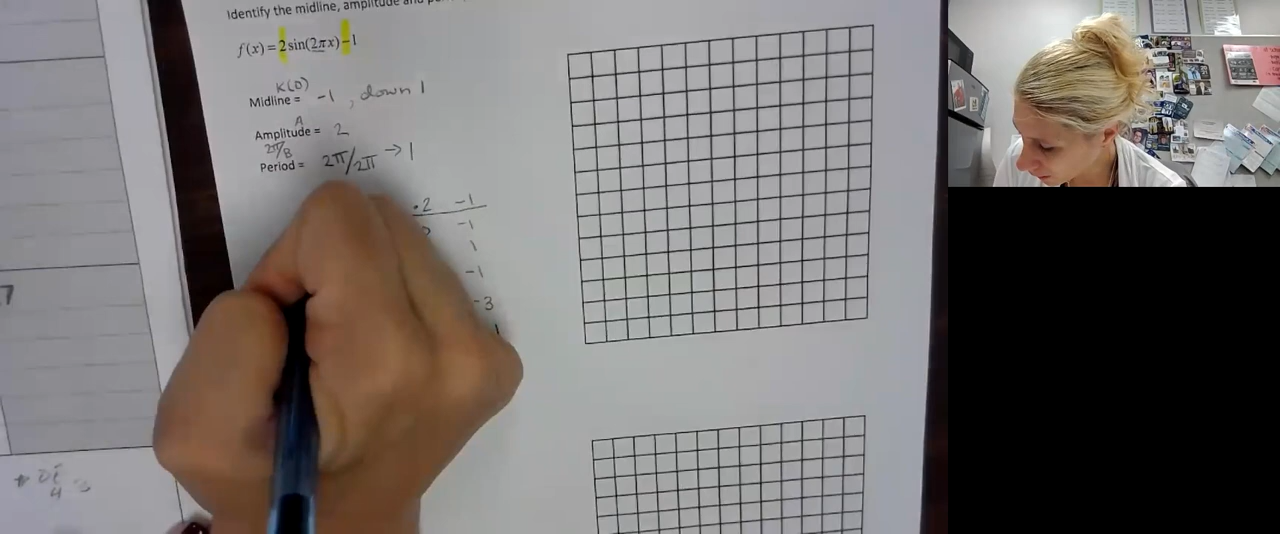 Identify the midline, amplitude and
f(x) = 2sin(2πx) −1
K(D)
Midline = -1 , down 1
A
Amplitude = 2
2π/B
Period = 2π/2π → 1
•2 -1
-1
1
-1
-3
7